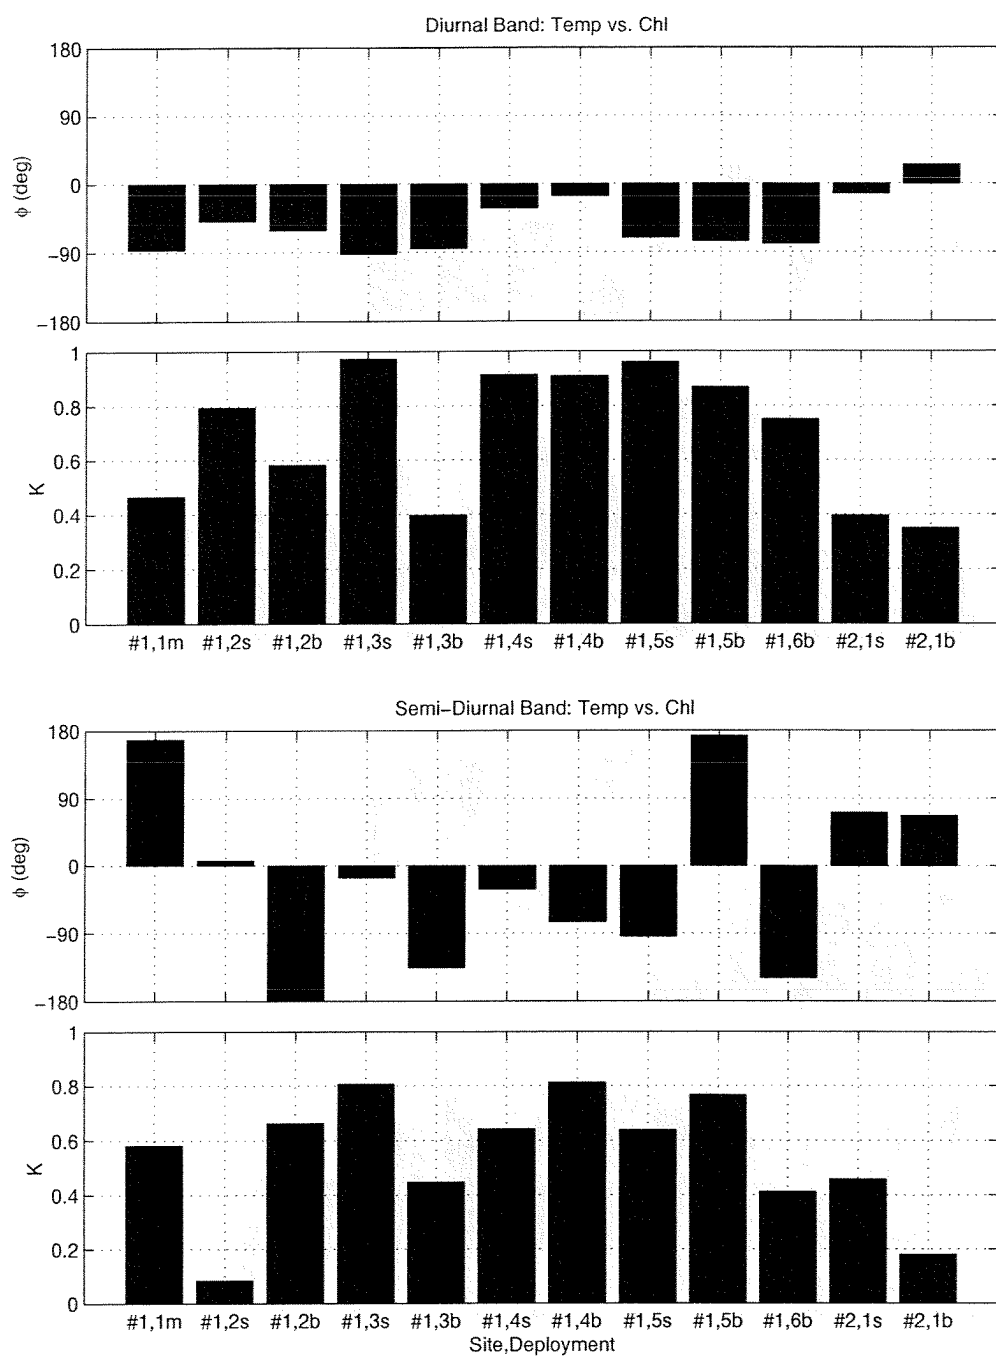 Diurnal Band: Temp vs. Chl
180
90
0
−90
−180
ϕ (deg)
1
0.8
0.6
0.4
0.2
0
K
#1,1m #1,2s #1,2b #1,3s #1,3b #1,4s #1,4b #1,5s #1,5b #1,6b #2,1s #2,1b
Semi−Diurnal Band: Temp vs. Chl
180
90
0
−90
−180
ϕ (deg)
1
0.8
0.6
0.4
0.2
0
K
#1,1m #1,2s #1,2b #1,3s #1,3b #1,4s #1,4b #1,5s #1,5b #1,6b #2,1s #2,1b
Site,Deployment